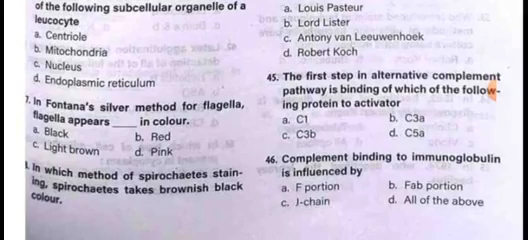 of the following subcellular organelle of a
leucocyte
a. Centriole
b. Mitochondria
c. Nucleus
d. Endoplasmic reticulum
7. In Fontana's silver method for flagella,
flagella appears ____ in colour.
a. Black b. Red
c. Light brown d. Pink
In which method of spirochaetes stain-
ing, spirochaetes takes brownish black
colour.
a. Louis Pasteur
b. Lord Lister
c. Antony van Leeuwenhoek
d. Robert Koch
45. The first step in alternative complement
pathway is binding of which of the follow-
ing protein to activator
a. C1 b. C3a
c. C3b d. C5a
46. Complement binding to immunoglobulin
is influenced by
a. F portion b. Fab portion
c. J-chain d. All of the above